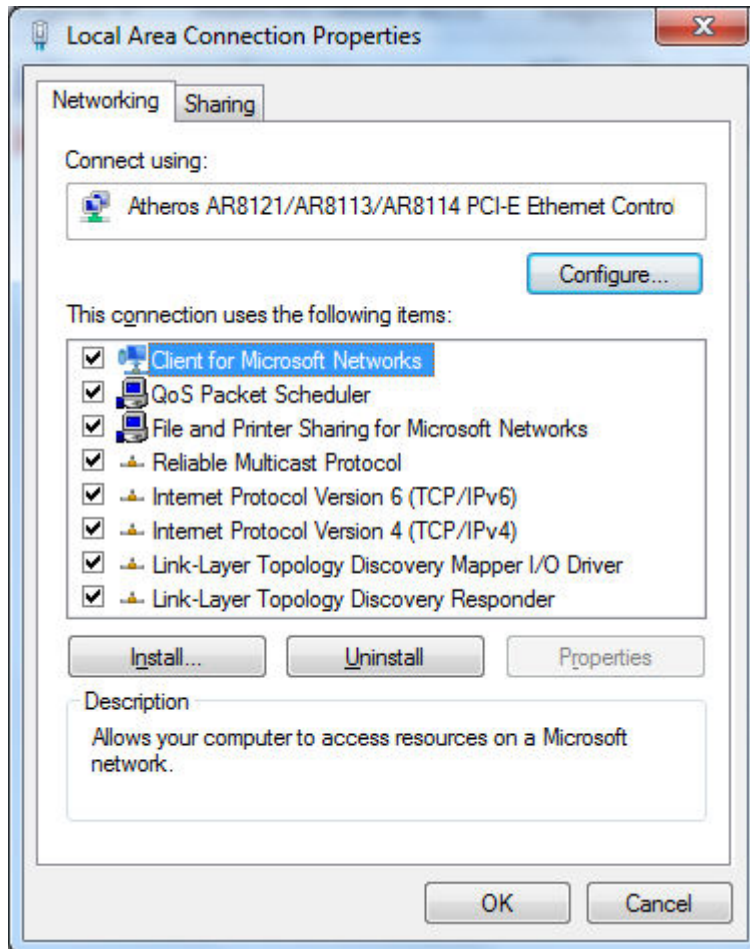 Local Area Connection Properties
Networking
Sharing
Connect using:
Atheros AR8121/AR8113/AR8114 PCI-E Ethernet Contro
Configure...
This connection uses the following items:
Client for Microsoft Networks
QoS Packet Scheduler
File and Printer Sharing for Microsoft Networks
Reliable Multicast Protocol
Internet Protocol Version 6 (TCP/IPv6)
Internet Protocol Version 4 (TCP/IPv4)
Link-Layer Topology Discovery Mapper I/O Driver
Link-Layer Topology Discovery Responder
Install...
Uninstall
Properties
Description
Allows your computer to access resources on a Microsoft
network.
OK
Cancel